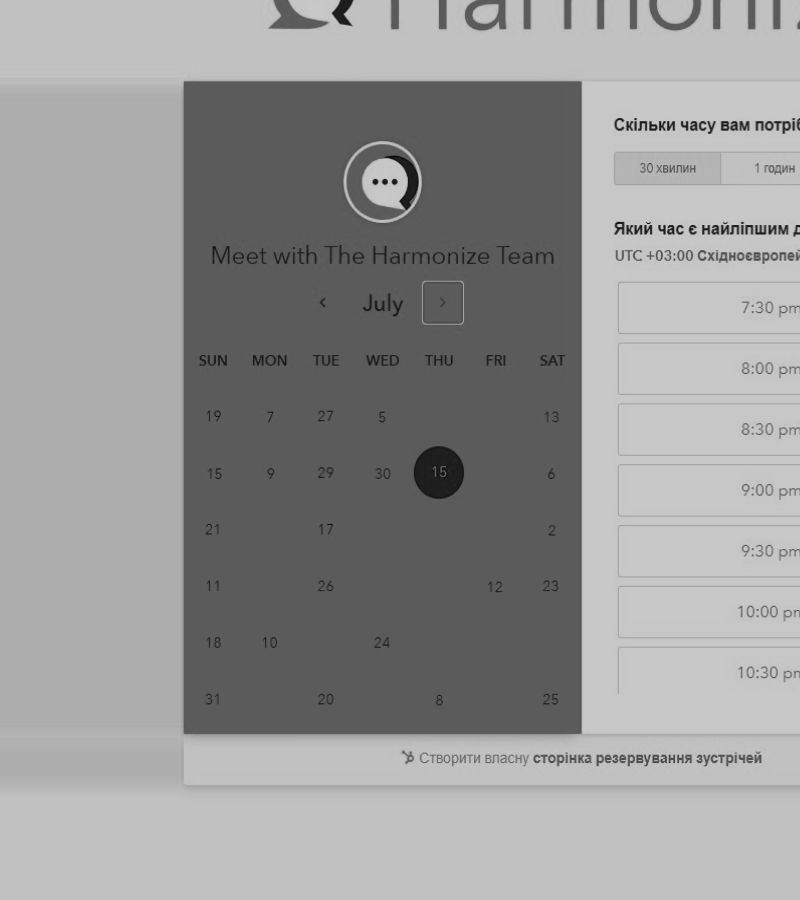 Harmoniz
Meet with The Harmonize Team
July
SUN MON TUE WED THU FRI SAT
19 7 27 5 13
15 9 29 30 15 6
21 17 2
11 26 12 23
18 10 24
31 20 8 25
Скільки часу вам потріб
30 хвилин 1 годин
Який час є найліпшим д
UTC +03:00 Східноєвропей
7:30 pm
8:00 pm
8:30 pm
9:00 pm
9:30 pm
10:00 pm
10:30 pm
Створити власну сторінка резервування зустрічей